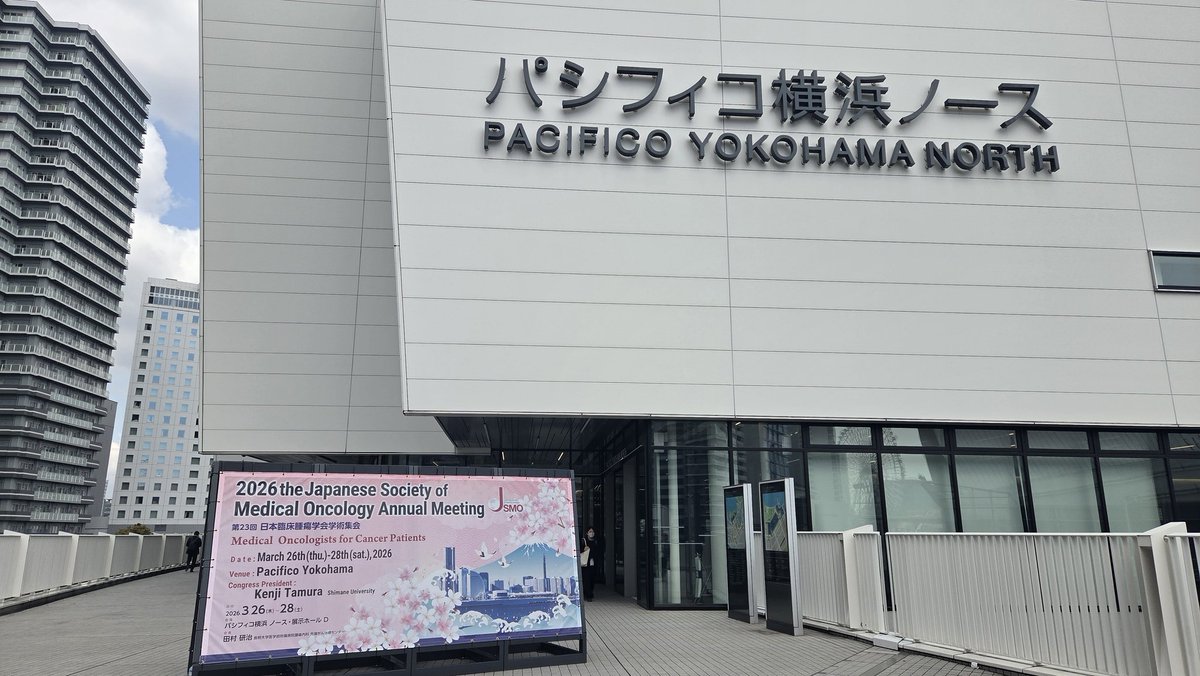 パシフィコ横浜ノース
PACIFICO YOKOHAMA NORTH
2026 the Japanese Society of
Medical Oncology Annual Meeting
JSMO
第23回 日本臨床腫瘍学会学術集会
Medical Oncologists for Cancer Patients
Date: March 26th(thu.)-28th(sat.), 2026
Venue: Pacifico Yokohama
Congress President:
Kenji Tamura Shimane University
2026 3.26(木)-28(土)
パシフィコ横浜 ノース・展示ホール D
田村 研治